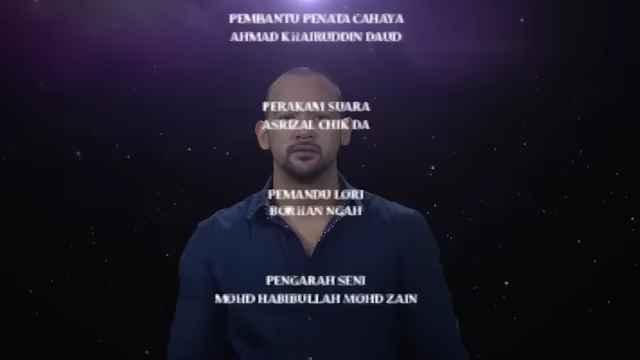 PEMBANTU PENATA CAHAYA
AHMAD KHAIRUDDIN DAUD
PERAKAM SUARA
ASRIZAL CHIK DA
PEMANDU LORI
BORHAN NGAH
PENGARAH SENI
MOHD HABIBULLAH MOHD ZAIN